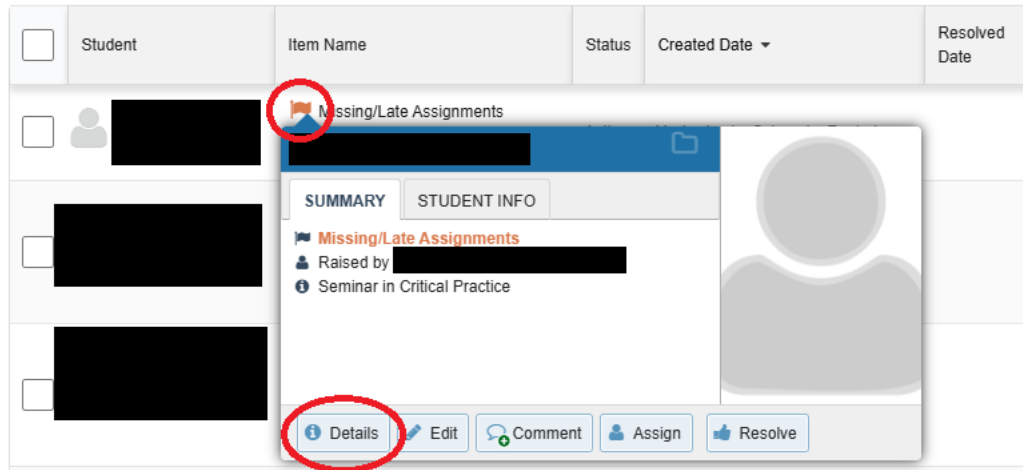 Student
Item Name
Status
Created Date
Resolved
Date
Missing/Late Assignments
SUMMARY
STUDENT INFO
Missing/Late Assignments
Raised by
Seminar in Critical Practice
Details
Edit
Comment
Assign
Resolve